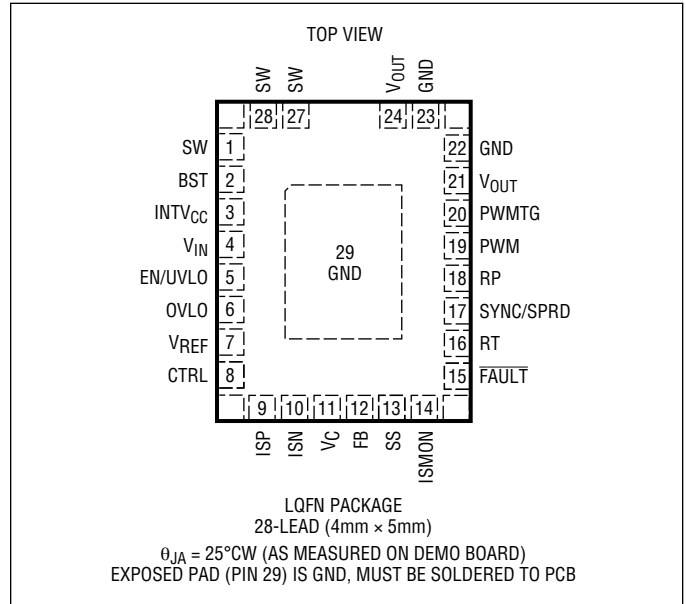 TOP VIEW
SW SW VOUT GND
28 27 24 23
SW 1 22 GND
BST 2 21 VOUT
INTVCC 3 20 PWMTG
VIN 4 19 PWM
EN/UVLO 5 18 RP
OVLO 6 17 SYNC/SPRD
VREF 7 16 RT
CTRL 8 15 FAULT
29
GND
9 10 11 12 13 14
ISP ISN VC FB SS ISMON
LQFN PACKAGE
28-LEAD (4mm × 5mm)
θJA = 25°CW (AS MEASURED ON DEMO BOARD)
EXPOSED PAD (PIN 29) IS GND, MUST BE SOLDERED TO PCB